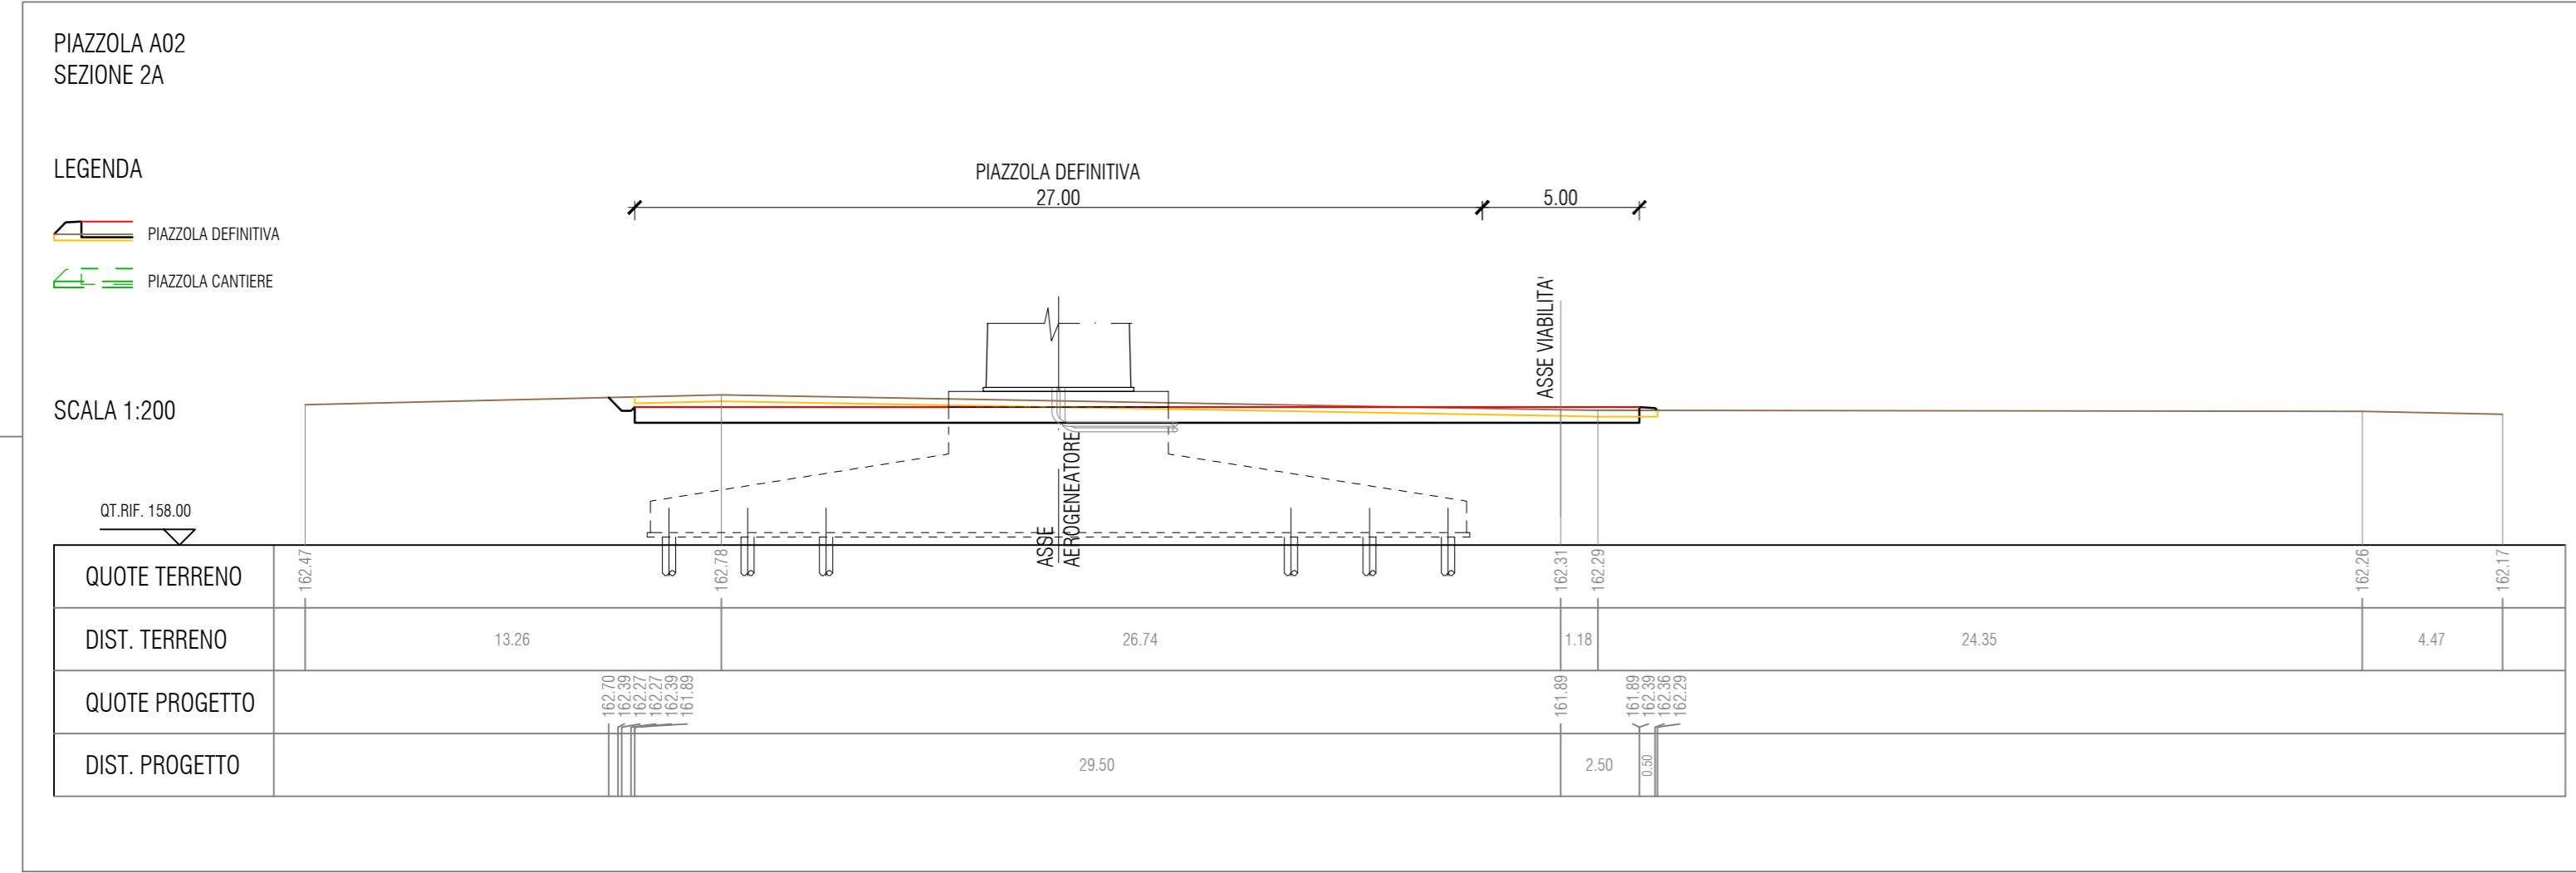 PIAZZOLA A02
SEZIONE 2A
LEGENDA
PIAZZOLA DEFINITIVA
PIAZZOLA CANTIERE
PIAZZOLA DEFINITIVA
27.00
5.00
ASSE VIABILITA'
SCALA 1:200
ASSE
AEROGENEATORE
QT.RIF. 158.00
QUOTE TERRENO
162.47
162.78
162.31
162.29
162.26
162.17
DIST. TERRENO
13.26
26.74
1.18
24.35
4.47
QUOTE PROGETTO
162.70
162.39
162.27
162.27
162.39
161.89
161.89
161.89
162.39
162.36
162.29
DIST. PROGETTO
29.50
2.50
0.50